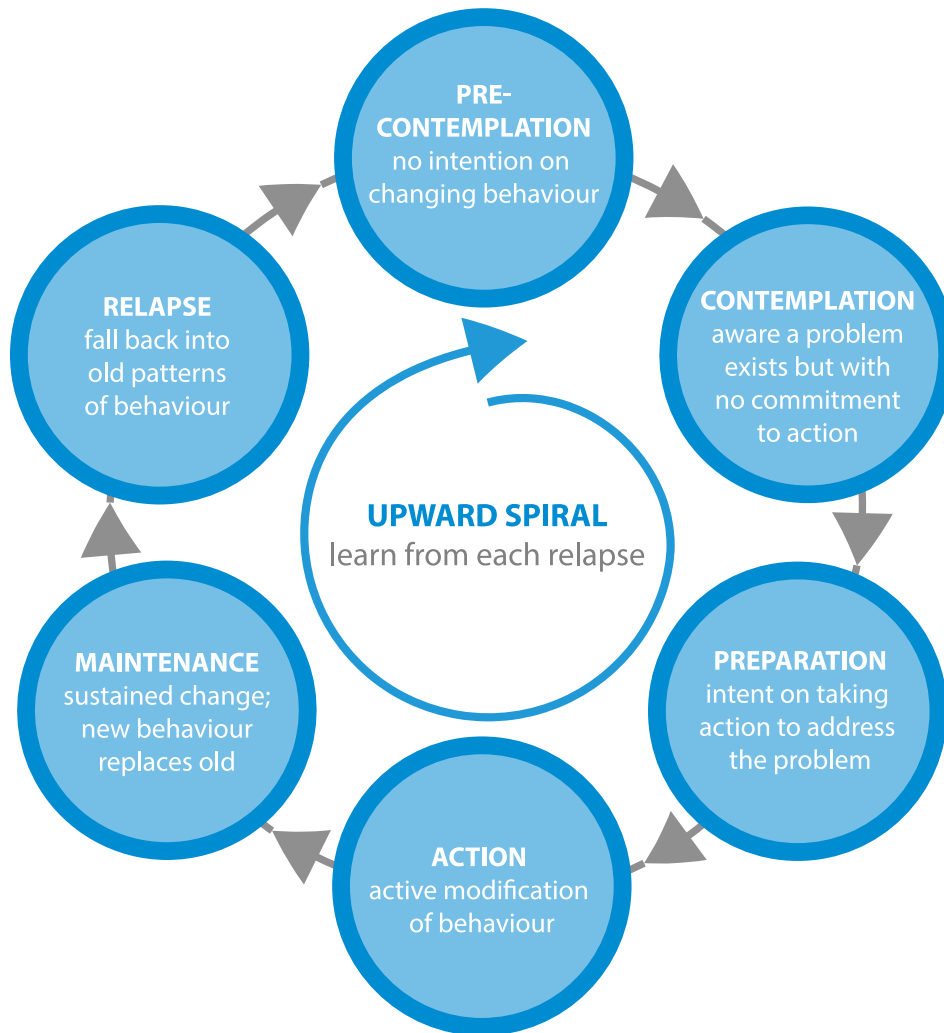 PRE-
CONTEMPLATION
no intention on
changing behaviour
CONTEMPLATION
aware a problem
exists but with
no commitment
to action
PREPARATION
intent on taking
action to address
the problem
ACTION
active modification
of behaviour
MAINTENANCE
sustained change;
new behaviour
replaces old
RELAPSE
fall back into
old patterns
of behaviour
UPWARD SPIRAL
learn from each relapse